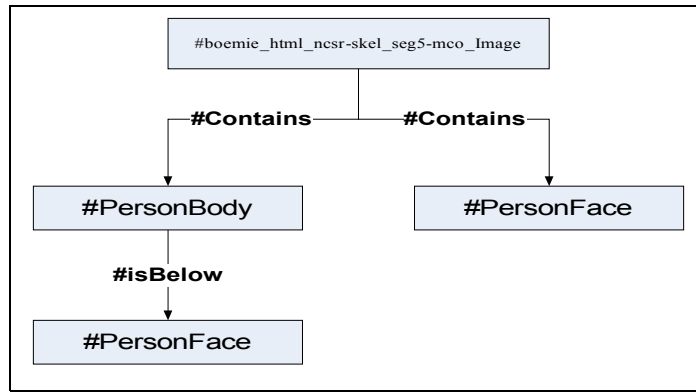 #boemie_html_ncsr-skel_seg5-mco_Image
#Contains #Contains
#PersonBody #PersonFace
#isBelow
#PersonFace